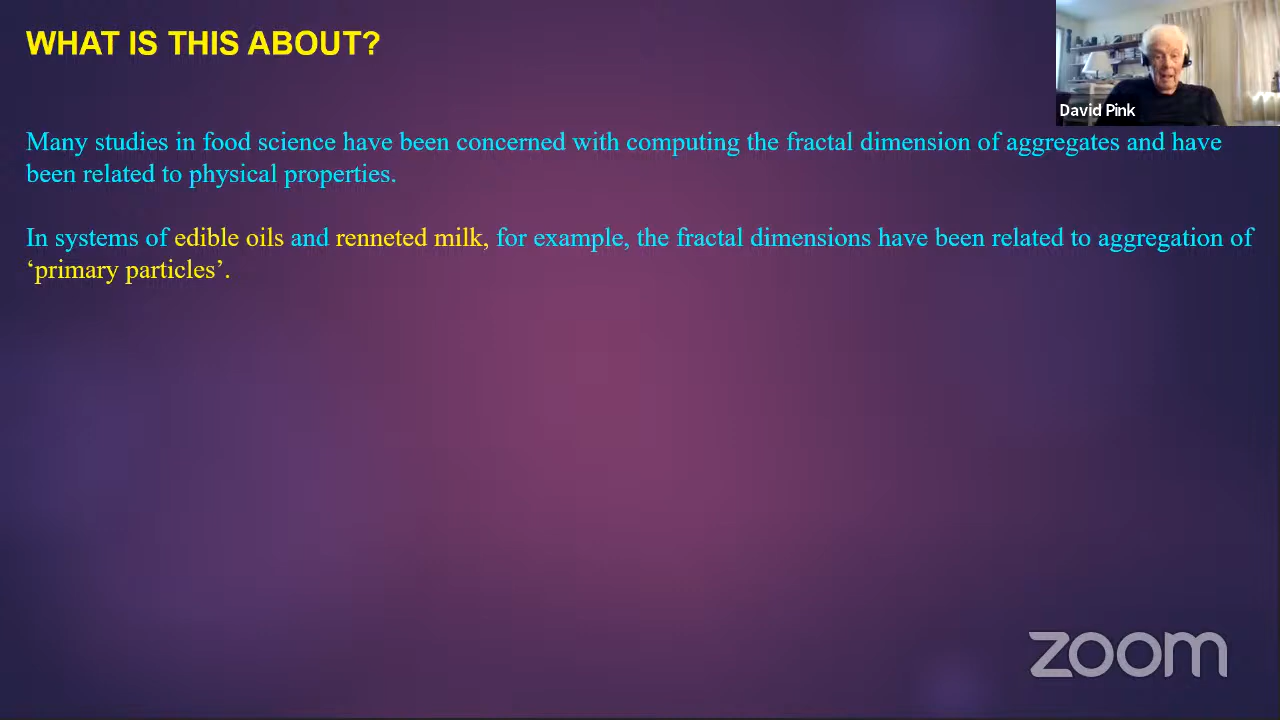 WHAT IS THIS ABOUT?
David Pink
Many studies in food science have been concerned with computing the fractal dimension of aggregates and have
been related to physical properties.
In systems of edible oils and renneted milk, for example, the fractal dimensions have been related to aggregation of
‘primary particles’.
zoom